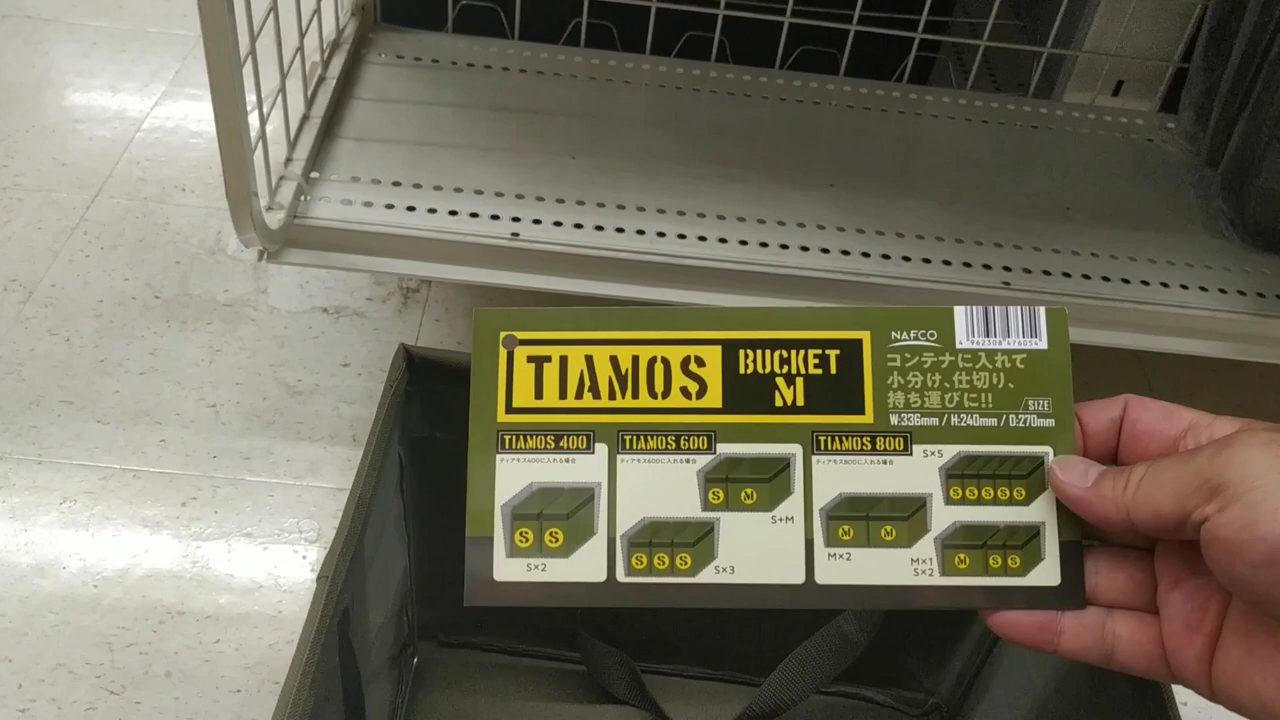 TIAMOS
BUCKET
M
NAFCO
4 962308 476054
コンテナに入れて
小分け、仕切り、
持ち運びに!!
SIZE
W:336mm / H:240mm / D:270mm
TIAMOS 400
ティアモス400に入れる場合
S S
S×2
TIAMOS 600
ティアモス600に入れる場合
S M
S+M
S S S
S×3
TIAMOS 800
ティアモス800に入れる場合
S×5
S S S S S
M M
M×2
M×1
S×2
M S S